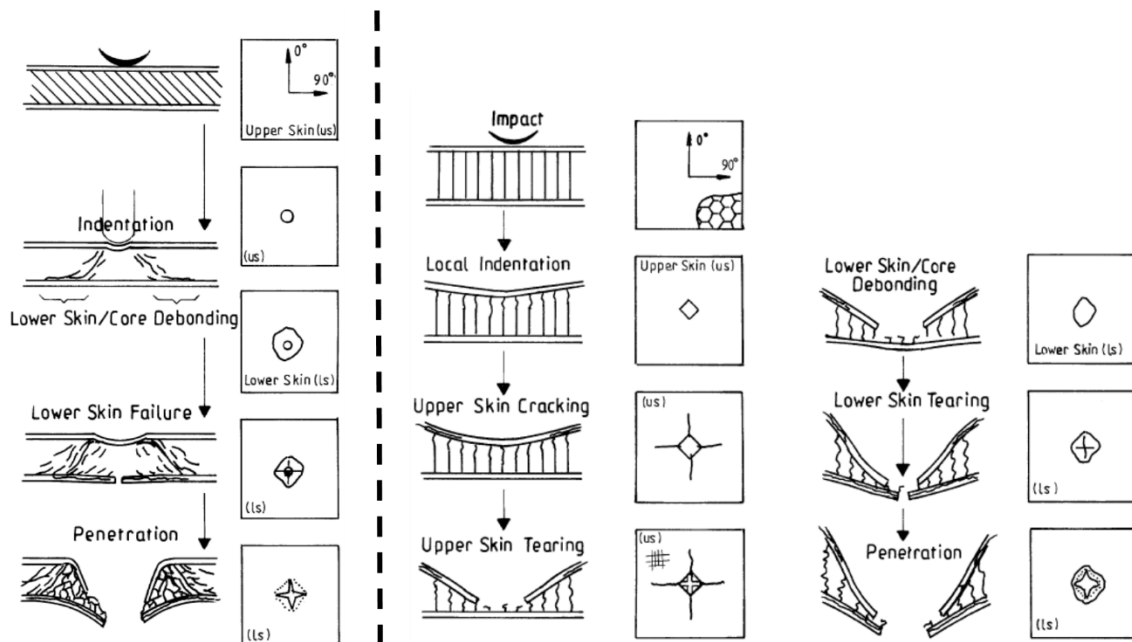 0°
90°
Upper Skin (us)
Indentation
(us)
Lower Skin/Core Debonding
Lower Skin (ls)
Lower Skin Failure
(ls)
Penetration
(ls)
Impact
0°
90°
Local Indentation
Upper Skin (us)
Upper Skin Cracking
(us)
Upper Skin Tearing
(us)
Lower Skin/Core
Debonding
Lower Skin (ls)
Lower Skin Tearing
(ls)
Penetration
(ls)